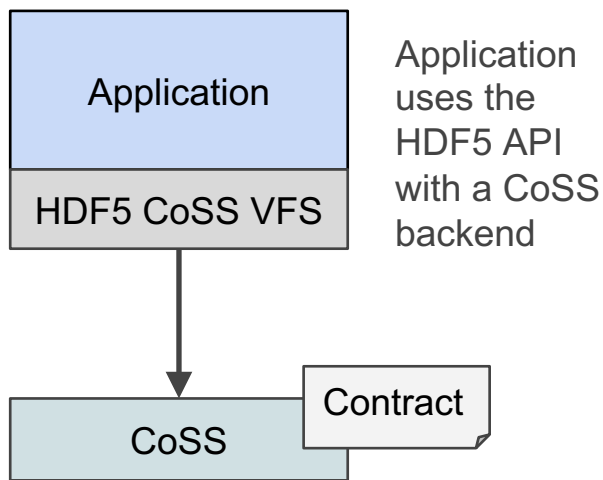 Application
HDF5 CoSS VFS
Application
uses the
HDF5 API
with a CoSS
backend
Contract
CoSS